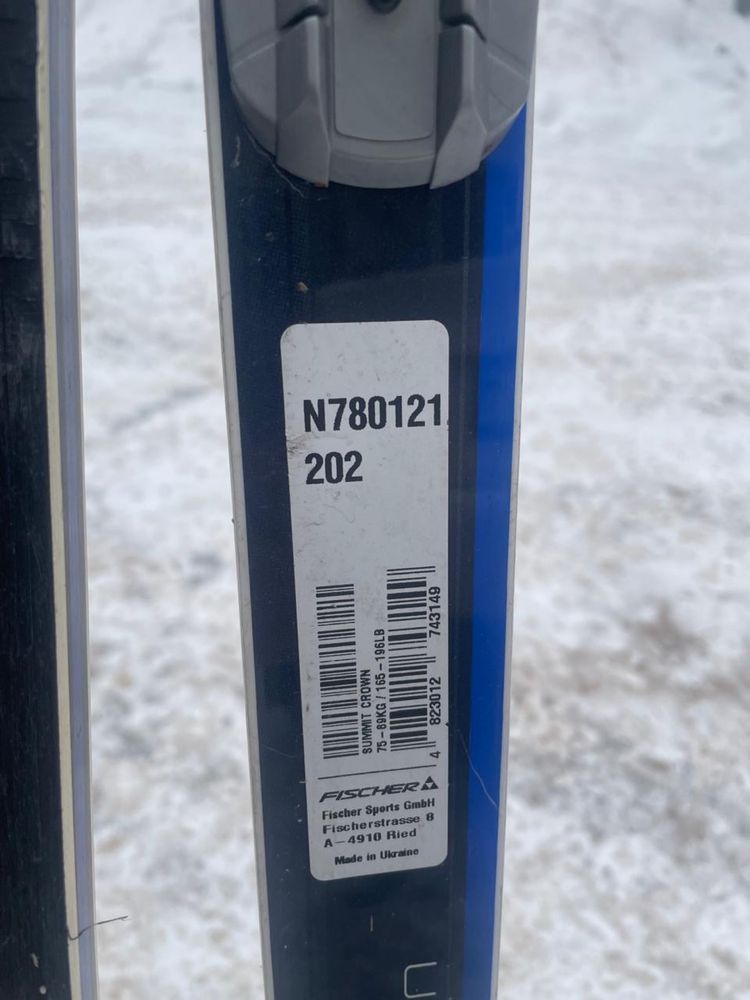 N780121
202
SUMMIT CROWN
75-89KG / 165-196LB
4 823012 743149
FISCHER
Fischer Sports GmbH
Fischerstrasse 8
A-4910 Ried
Made in Ukraine